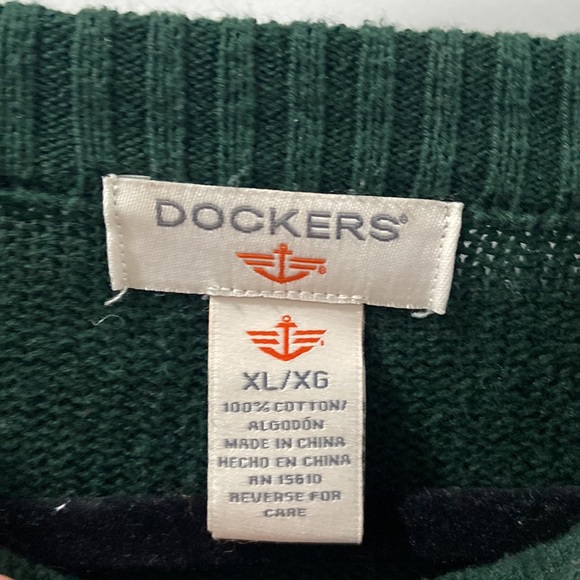 DOCKERS®
XL/XG
100% COTTON/
ALGODÓN
MADE IN CHINA
HECHO EN CHINA
RN 15610
REVERSE FOR
CARE